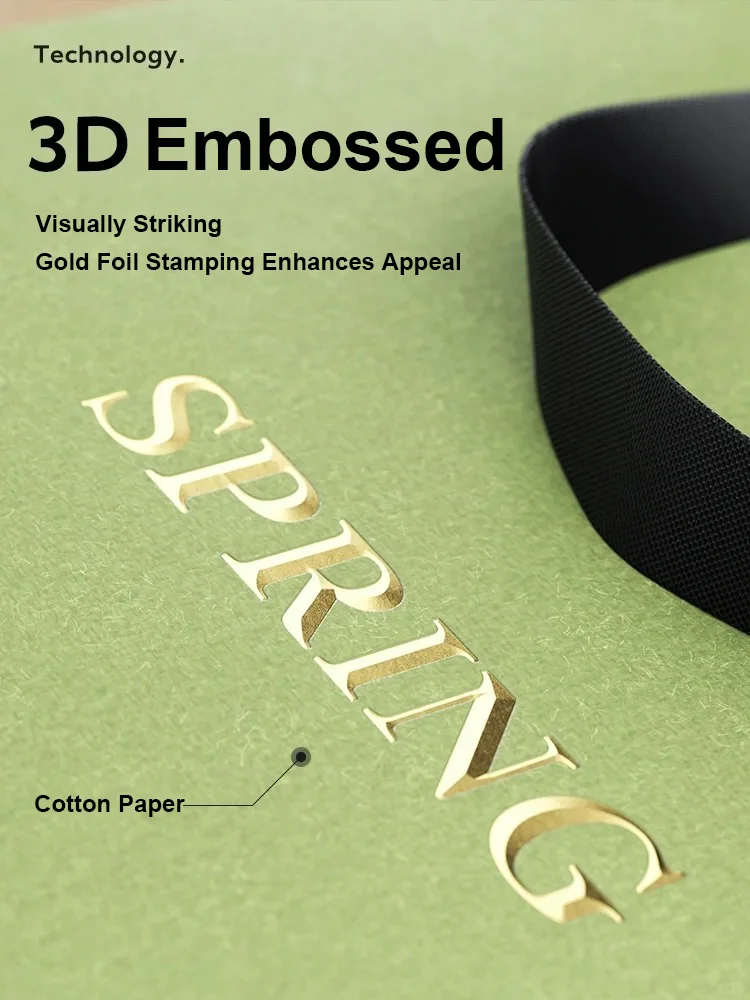 Technology.
3D Embossed
Visually Striking
Gold Foil Stamping Enhances Appeal
SPRING
Cotton Paper